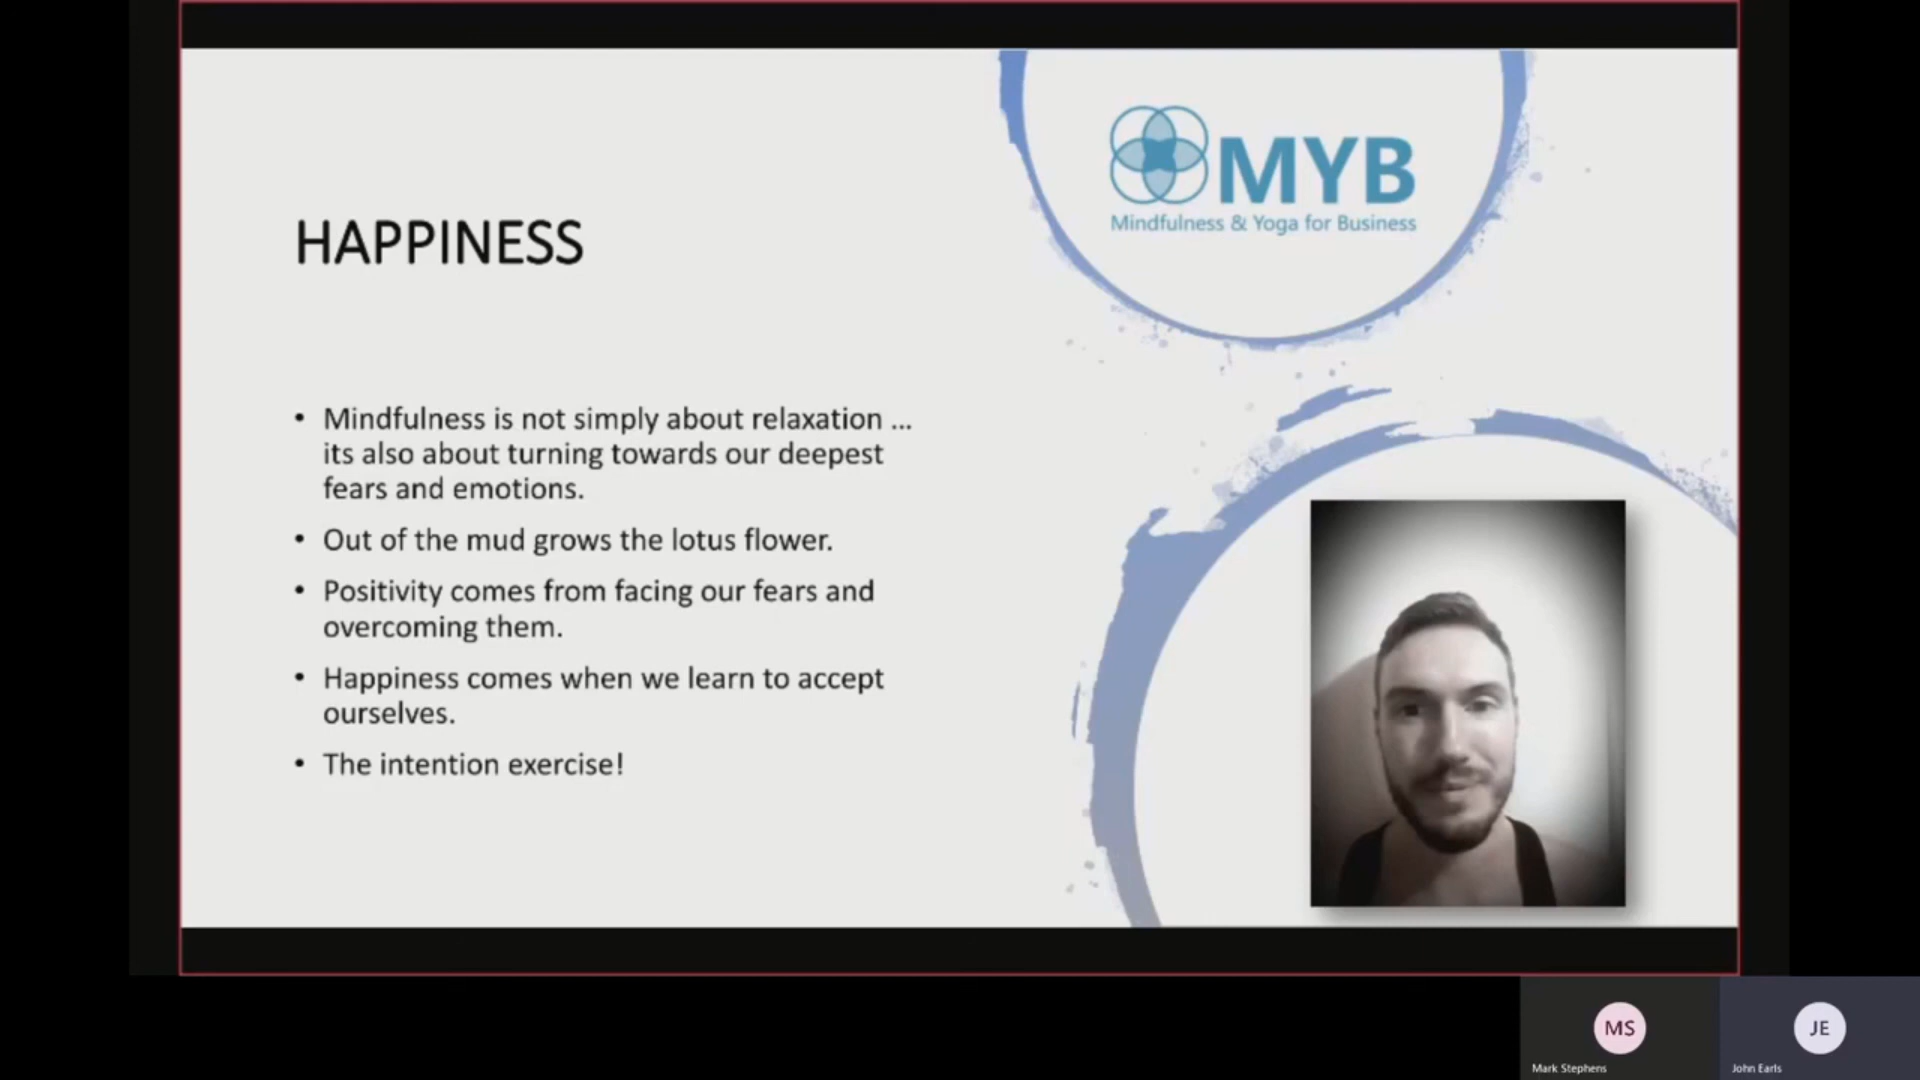 MYB
Mindfulness & Yoga for Business
HAPPINESS
• Mindfulness is not simply about relaxation ...
its also about turning towards our deepest
fears and emotions.
• Out of the mud grows the lotus flower.
• Positivity comes from facing our fears and
overcoming them.
• Happiness comes when we learn to accept
ourselves.
• The intention exercise!
MS
Mark Stephens
JE
John Earls